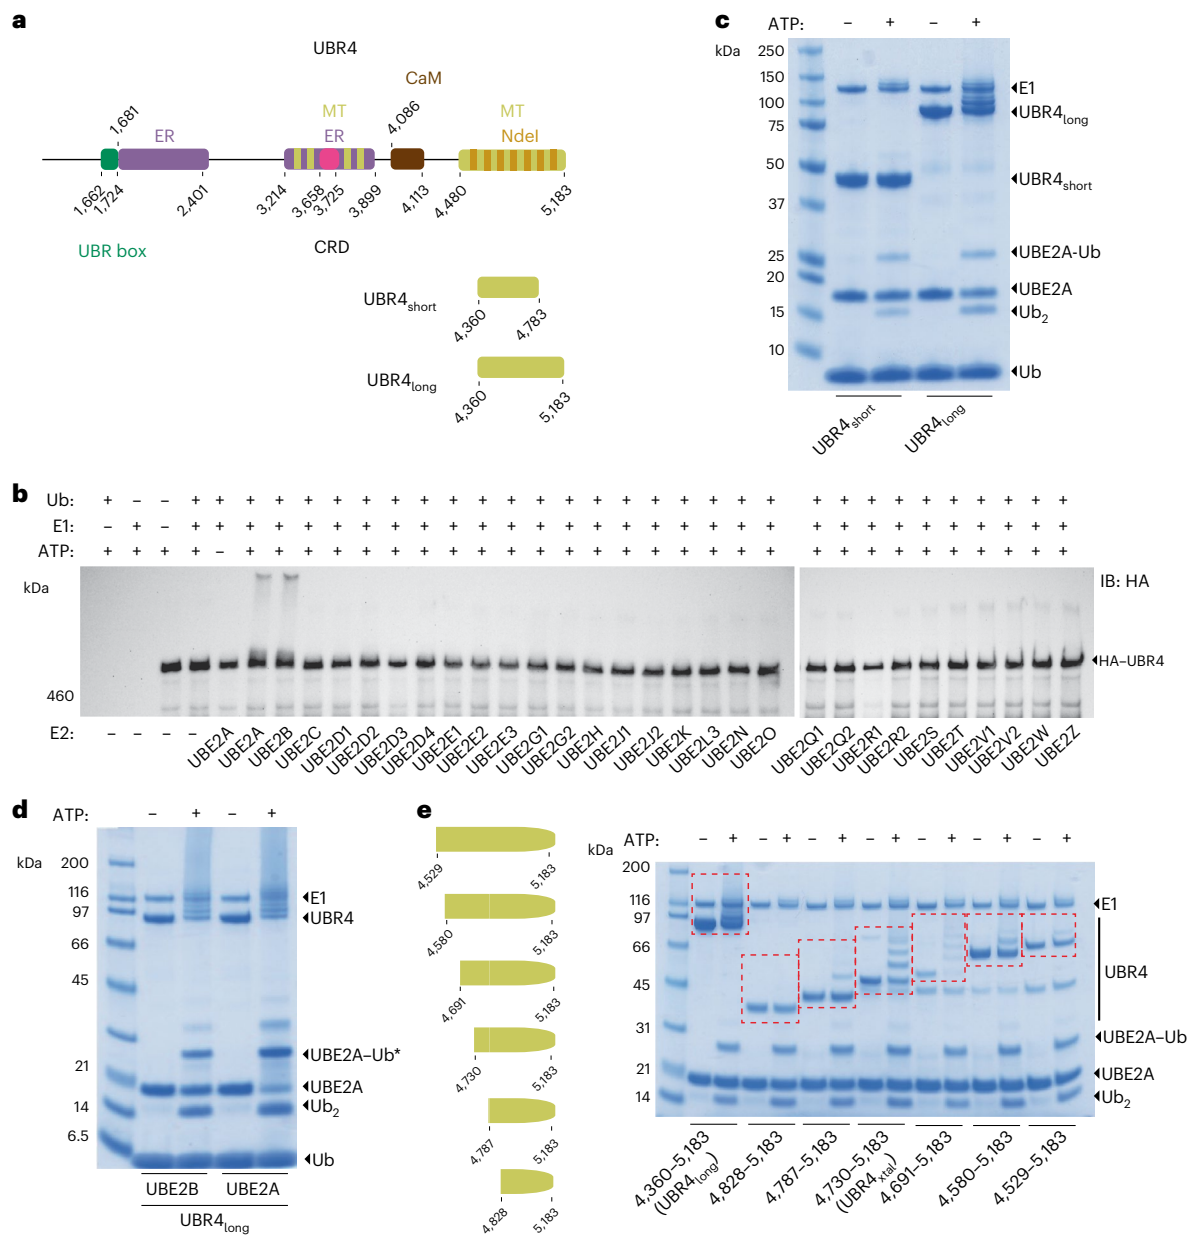 a
UBR4
CaM
MT
MT
ER
ER
NdeI
1,681
4,086
1,662
1,724
2,401
3,214
3,658
3,725
3,899
4,113
4,480
5,183
UBR box
CRD
UBR4short
4,360
4,783
UBR4long
4,360
5,183
c
ATP: – + – +
kDa
250
150
100
75
50
37
25
20
15
10
E1
UBR4long
UBR4short
UBE2A-Ub
UBE2A
Ub2
Ub
UBR4short
UBR4long
b
Ub: + – – + + + + + + + + + + + + + + + + + + + + + + + + + + + + + + + +
E1: – + – + + + + + + + + + + + + + + + + + + + + + + + + + + + + + + + +
ATP: + + + + – + + + + + + + + + + + + + + + + + + + + + + + + + + + + + +
kDa
460
IB: HA
HA–UBR4
E2: – – – – UBE2A UBE2A UBE2B UBE2C UBE2D1 UBE2D2 UBE2D3 UBE2D4 UBE2E1 UBE2E2 UBE2E3 UBE2G1 UBE2G2 UBE2H UBE2J1 UBE2J2 UBE2K UBE2L3 UBE2N UBE2O UBE2Q1 UBE2Q2 UBE2R1 UBE2R2 UBE2S UBE2T UBE2V1 UBE2V2 UBE2W UBE2Z
d
ATP: – + – +
kDa
200
116
97
66
45
21
14
6.5
E1
UBR4
UBE2A–Ub*
UBE2A
Ub2
Ub
UBE2B UBE2A
UBR4long
e
4,529 5,183
4,580 5,183
4,691 5,183
4,730 5,183
4,787 5,183
4,828 5,183
ATP: – + – + – + – + – + – + – +
kDa
200
116
97
66
45
31
21
14
E1
UBR4
UBE2A–Ub
UBE2A
Ub2
4,360–5,183
(UBR4long)
4,828–5,183
4,787–5,183
4,730–5,183
(UBR4xtal)
4,691–5,183
4,580–5,183
4,529–5,183